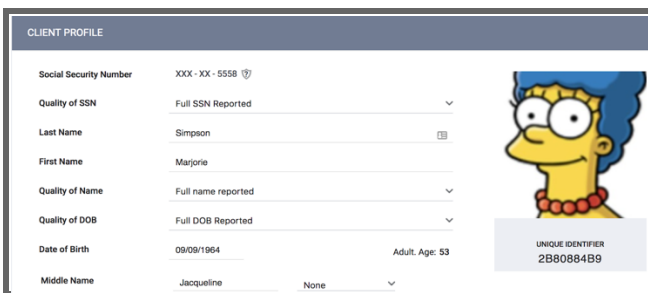 CLIENT PROFILE
Social Security Number XXX - XX - 5558
Quality of SSN Full SSN Reported
Last Name Simpson
First Name Marjorie
Quality of Name Full name reported
Quality of DOB Full DOB Reported
Date of Birth 09/09/1964 Adult. Age: 53
Middle Name Jacqueline None
UNIQUE IDENTIFIER
2B80884B9